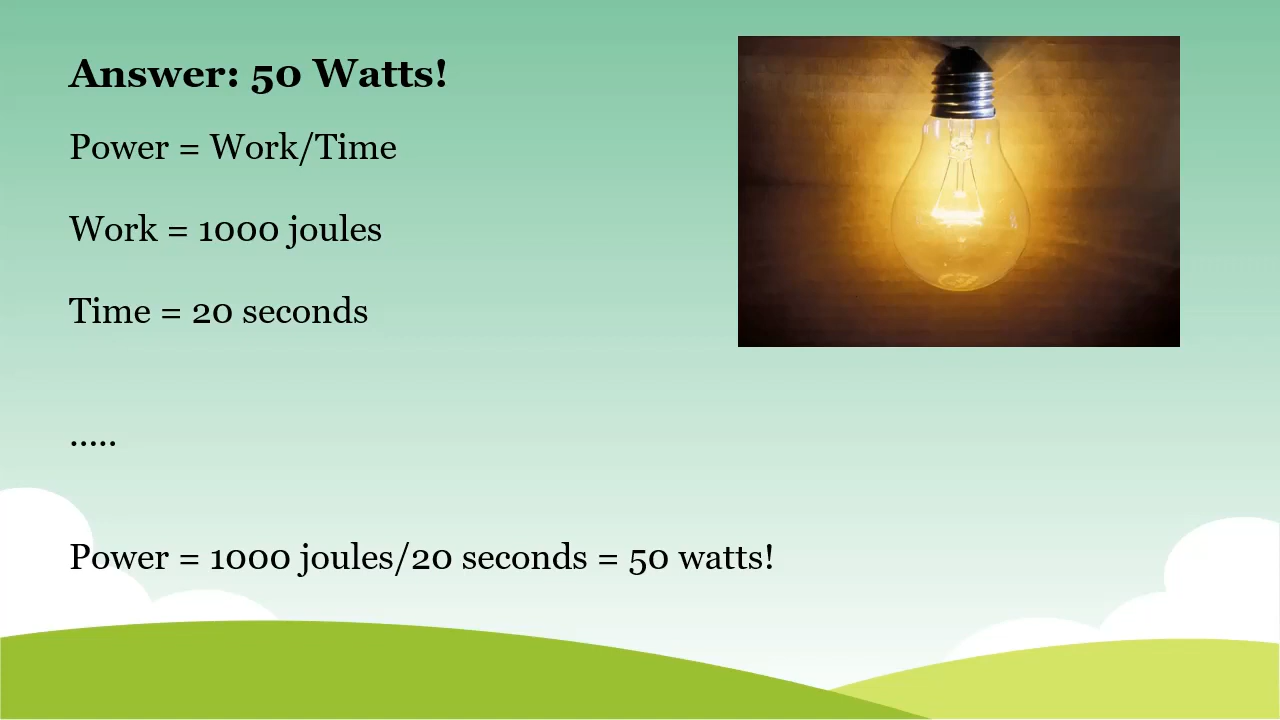 Answer: 50 Watts!
Power = Work/Time
Work = 1000 joules
Time = 20 seconds
.....
Power = 1000 joules/20 seconds = 50 watts!